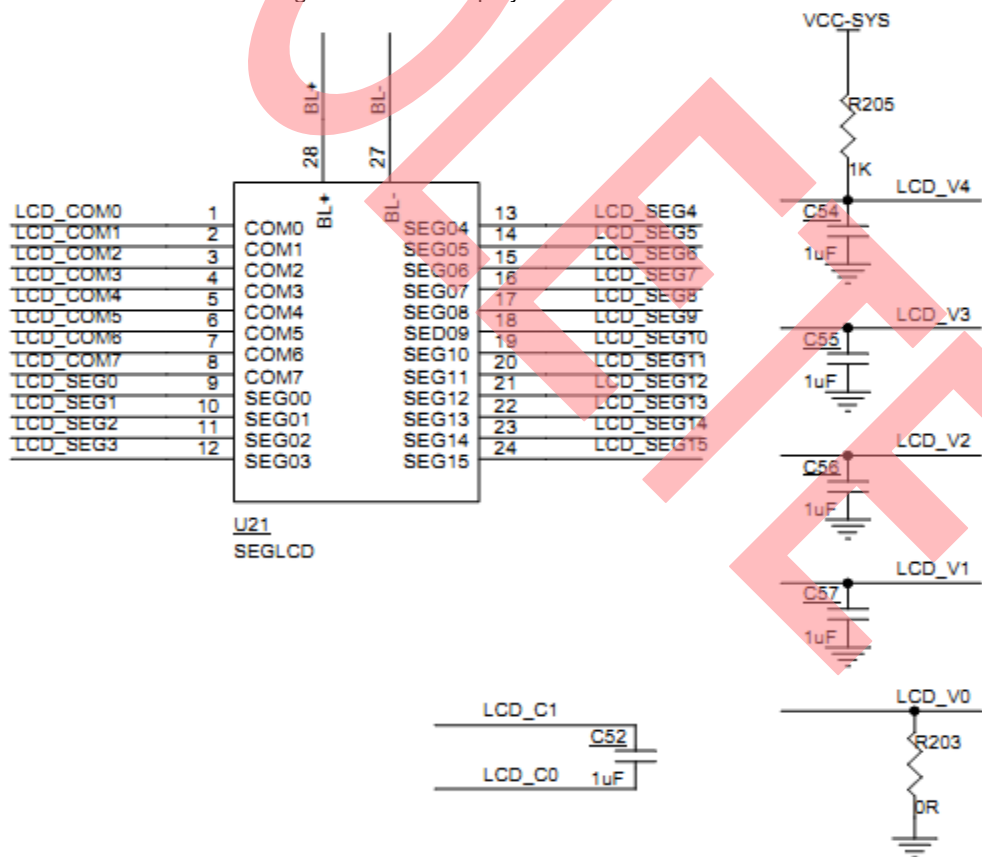 VCC-SYS
BL+
BL-
R205
28
27
1K
BL+
BL-
LCD_V4
LCD_COM0 1 COM0 SEG04 13 LCD_SEG4
LCD_COM1 2 COM1 SEG05 14 LCD_SEG5
LCD_COM2 3 COM2 SEG06 15 LCD_SEG6
LCD_COM3 4 COM3 SEG07 16 LCD_SEG7
LCD_COM4 5 COM4 SEG08 17 LCD_SEG8
LCD_COM5 6 COM5 SED09 18 LCD_SEG9
LCD_COM6 7 COM6 SEG10 19 LCD_SEG10
LCD_COM7 8 COM7 SEG11 20 LCD_SEG11
LCD_SEG0 9 SEG00 SEG12 21 LCD_SEG12
LCD_SEG1 10 SEG01 SEG13 22 LCD_SEG13
LCD_SEG2 11 SEG02 SEG14 23 LCD_SEG14
LCD_SEG3 12 SEG03 SEG15 24 LCD_SEG15
C54
1uF
LCD_V3
C55
1uF
LCD_V2
C56
1uF
U21
SEGLCD
LCD_V1
C57
1uF
LCD_V0
LCD_C1
C52
R203
LCD_C0 1uF
0R